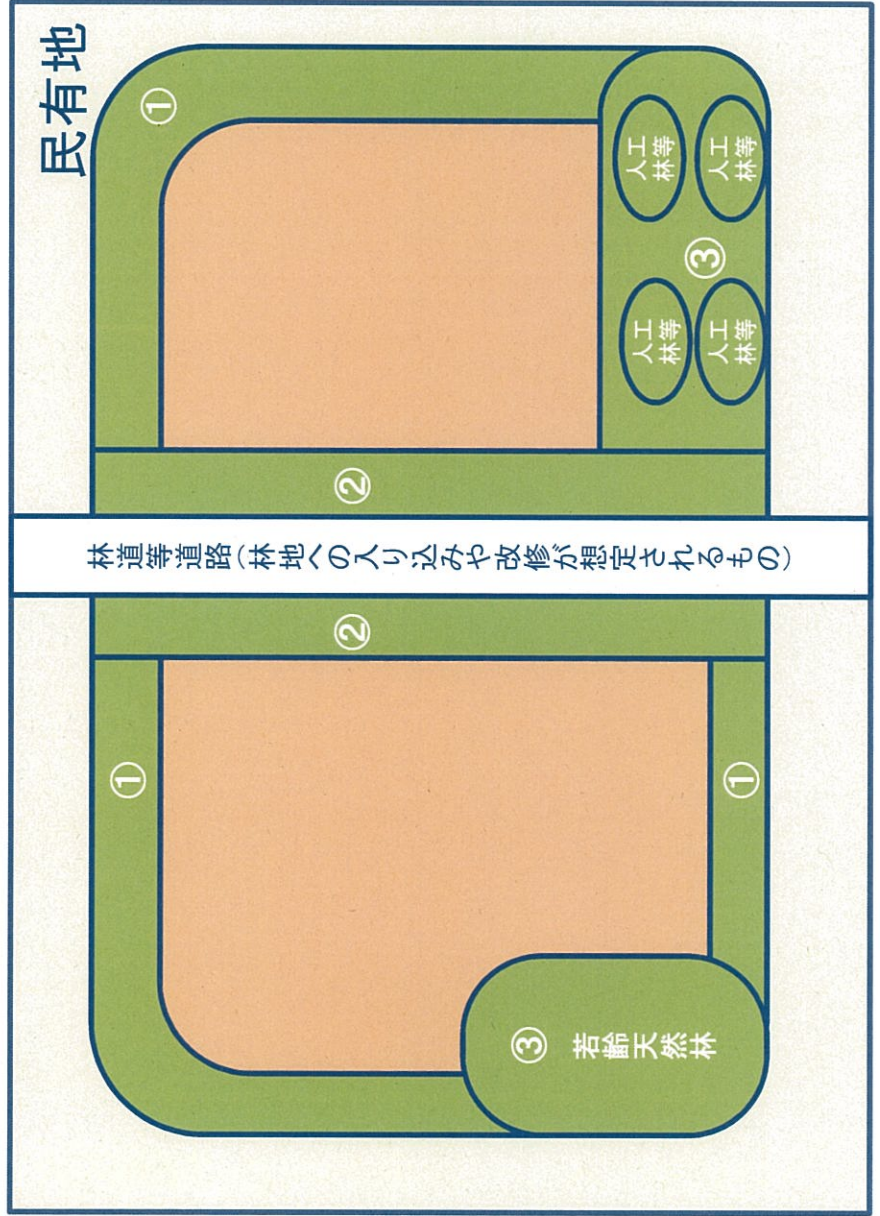 民有地
①
②
林道等道路(林地への入り込みや改修が想定されるもの)
②
①
①
③
人工
林等
人工
林等
人工
林等
人工
林等
③ 若齢天然林